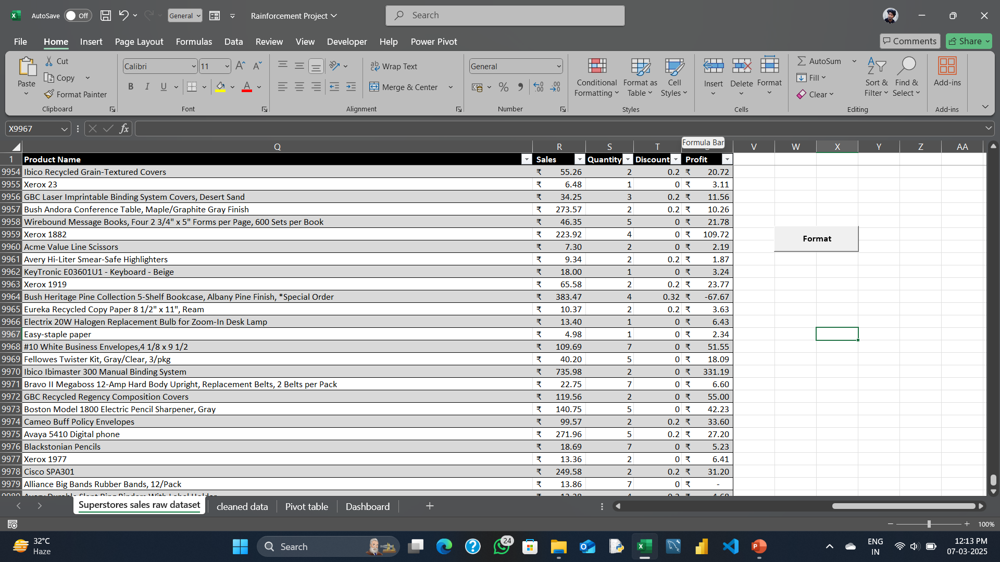 AutoSave Off General Rainforcement Project Search
File Home Insert Page Layout Formulas Data Review View Developer Help Power Pivot Comments Share
Paste Cut Copy Format Painter Clipboard
Calibri 11 B I U A Font
Wrap Text Merge & Center Alignment
General % Number
Conditional Formatting Format as Table Cell Styles Styles
Insert Delete Format Cells
AutoSum Fill Clear Sort & Filter Find & Select Editing
Add-ins Add-ins
X9967 fx
Formula Bar
Q R S T V W X Y Z AA
1 Product Name Sales Quantity Discount Profit
9954 Ibico Recycled Grain-Textured Covers ₹ 55.26 2 0.2 ₹ 20.72
9955 Xerox 23 ₹ 6.48 1 0 ₹ 3.11
9956 GBC Laser Imprintable Binding System Covers, Desert Sand ₹ 34.25 3 0.2 ₹ 11.56
9957 Bush Andora Conference Table, Maple/Graphite Gray Finish ₹ 273.57 2 0.2 ₹ 10.26
9958 Wirebound Message Books, Four 2 3/4" x 5" Forms per Page, 600 Sets per Book ₹ 46.35 5 0 ₹ 21.78
9959 Xerox 1882 ₹ 223.92 4 0 ₹ 109.72
9960 Acme Value Line Scissors ₹ 7.30 2 0 ₹ 2.19
9961 Avery Hi-Liter Smear-Safe Highlighters ₹ 9.34 2 0.2 ₹ 1.87
9962 KeyTronic E03601U1 - Keyboard - Beige ₹ 18.00 1 0 ₹ 3.24
9963 Xerox 1919 ₹ 65.58 2 0.2 ₹ 23.77
9964 Bush Heritage Pine Collection 5-Shelf Bookcase, Albany Pine Finish, *Special Order ₹ 383.47 4 0.32 ₹ -67.67
9965 Eureka Recycled Copy Paper 8 1/2" x 11", Ream ₹ 10.37 2 0.2 ₹ 3.63
9966 Electrix 20W Halogen Replacement Bulb for Zoom-In Desk Lamp ₹ 13.40 1 0 ₹ 6.43
9967 Easy-staple paper ₹ 4.98 1 0 ₹ 2.34
9968 #10 White Business Envelopes,4 1/8 x 9 1/2 ₹ 109.69 7 0 ₹ 51.55
9969 Fellowes Twister Kit, Gray/Clear, 3/pkg ₹ 40.20 5 0 ₹ 18.09
9970 Ibico Ibimaster 300 Manual Binding System ₹ 735.98 2 0 ₹ 331.19
9971 Bravo II Megaboss 12-Amp Hard Body Upright, Replacement Belts, 2 Belts per Pack ₹ 22.75 7 0 ₹ 6.60
9972 GBC Recycled Regency Composition Covers ₹ 119.56 2 0 ₹ 55.00
9973 Boston Model 1800 Electric Pencil Sharpener, Gray ₹ 140.75 5 0 ₹ 42.23
9974 Cameo Buff Policy Envelopes ₹ 99.57 2 0.2 ₹ 33.60
9975 Avaya 5410 Digital phone ₹ 271.96 5 0.2 ₹ 27.20
9976 Blackstonian Pencils ₹ 18.69 7 0 ₹ 5.23
9977 Xerox 1977 ₹ 13.36 2 0 ₹ 6.41
9978 Cisco SPA301 ₹ 249.58 2 0.2 ₹ 31.20
9979 Alliance Big Bands Rubber Bands, 12/Pack ₹ 13.86 7 0 ₹ -
Format
Superstores sales raw dataset cleaned data Pivot table Dashboard
100%
32°C
Haze
Search
24
ENG
IN
12:13 PM
07-03-2025